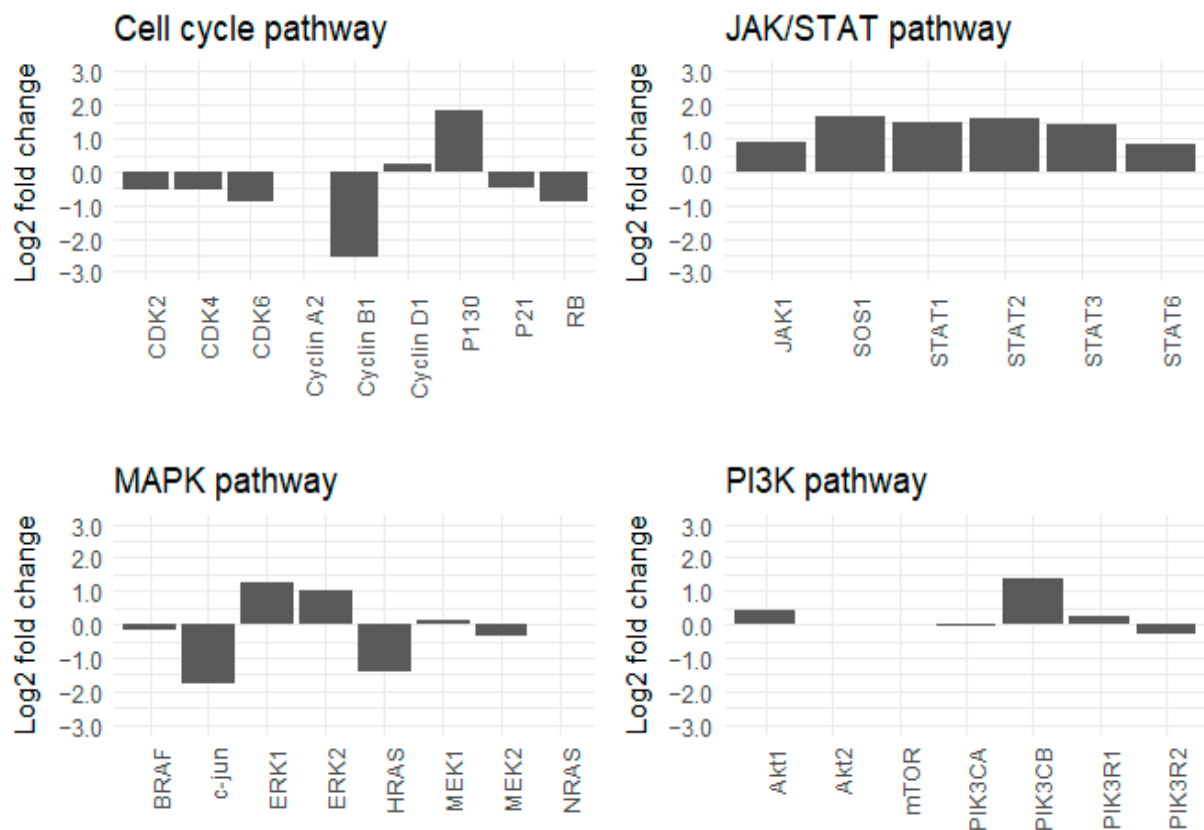 Cell cycle pathway
Log2 fold change
3.0
2.0
1.0
0.0
−1.0
−2.0
−3.0
CDK2
CDK4
CDK6
Cyclin A2
Cyclin B1
Cyclin D1
P130
P21
RB
JAK/STAT pathway
Log2 fold change
3.0
2.0
1.0
0.0
−1.0
−2.0
−3.0
JAK1
SOS1
STAT1
STAT2
STAT3
STAT6
MAPK pathway
Log2 fold change
3.0
2.0
1.0
0.0
−1.0
−2.0
−3.0
BRAF
c-jun
ERK1
ERK2
HRAS
MEK1
MEK2
NRAS
PI3K pathway
Log2 fold change
3.0
2.0
1.0
0.0
−1.0
−2.0
−3.0
Akt1
Akt2
mTOR
PIK3CA
PIK3CB
PIK3R1
PIK3R2